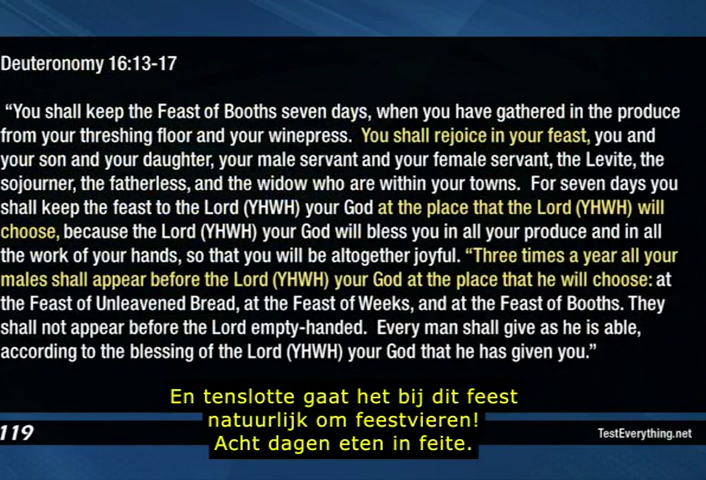 Deuteronomy 16:13-17
“You shall keep the Feast of Booths seven days, when you have gathered in the produce
from your threshing floor and your winepress. You shall rejoice in your feast, you and
your son and your daughter, your male servant and your female servant, the Levite, the
sojourner, the fatherless, and the widow who are within your towns. For seven days you
shall keep the feast to the Lord (YHWH) your God at the place that the Lord (YHWH) will
choose, because the Lord (YHWH) your God will bless you in all your produce and in all
the work of your hands, so that you will be altogether joyful. “Three times a year all your
males shall appear before the Lord (YHWH) your God at the place that he will choose: at
the Feast of Unleavened Bread, at the Feast of Weeks, and at the Feast of Booths. They
shall not appear before the Lord empty-handed. Every man shall give as he is able,
according to the blessing of the Lord (YHWH) your God that he has given you.”
En tenslotte gaat het bij dit feest
natuurlijk om feestvieren!
Acht dagen eten in feite.
119
TestEverything.net